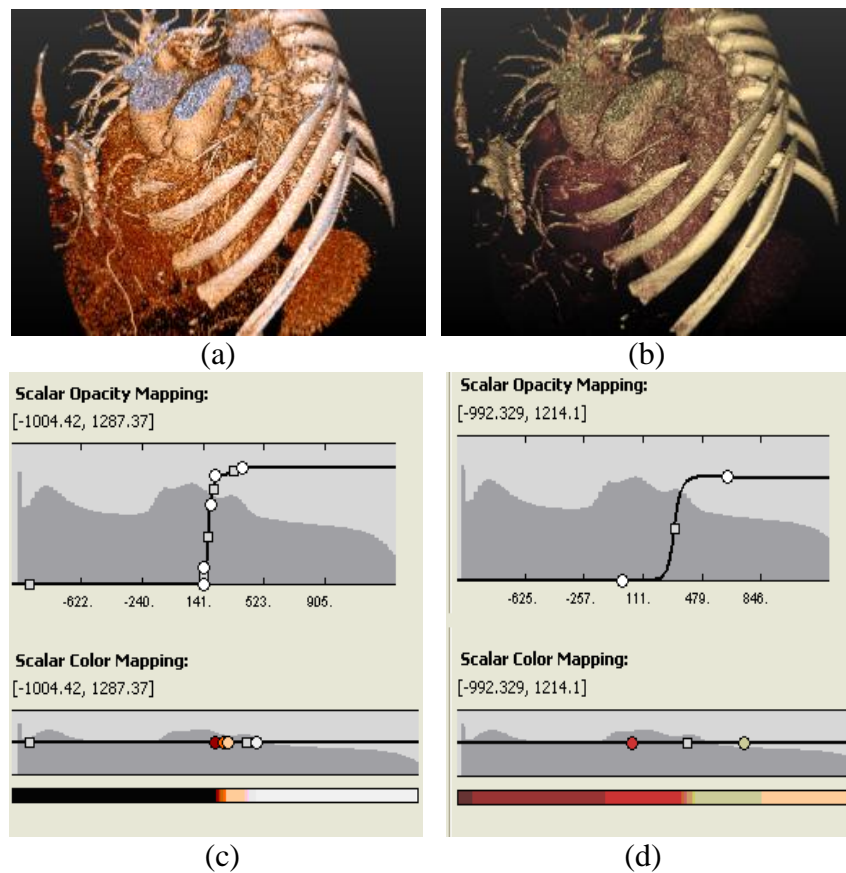 (a)
(b)
Scalar Opacity Mapping:
[-1004.42, 1287.37]
-622. -240. 141. 523. 905.
Scalar Color Mapping:
[-1004.42, 1287.37]
(c)
Scalar Opacity Mapping:
[-992.329, 1214.1]
-625. -257. 111. 479. 846.
Scalar Color Mapping:
[-992.329, 1214.1]
(d)